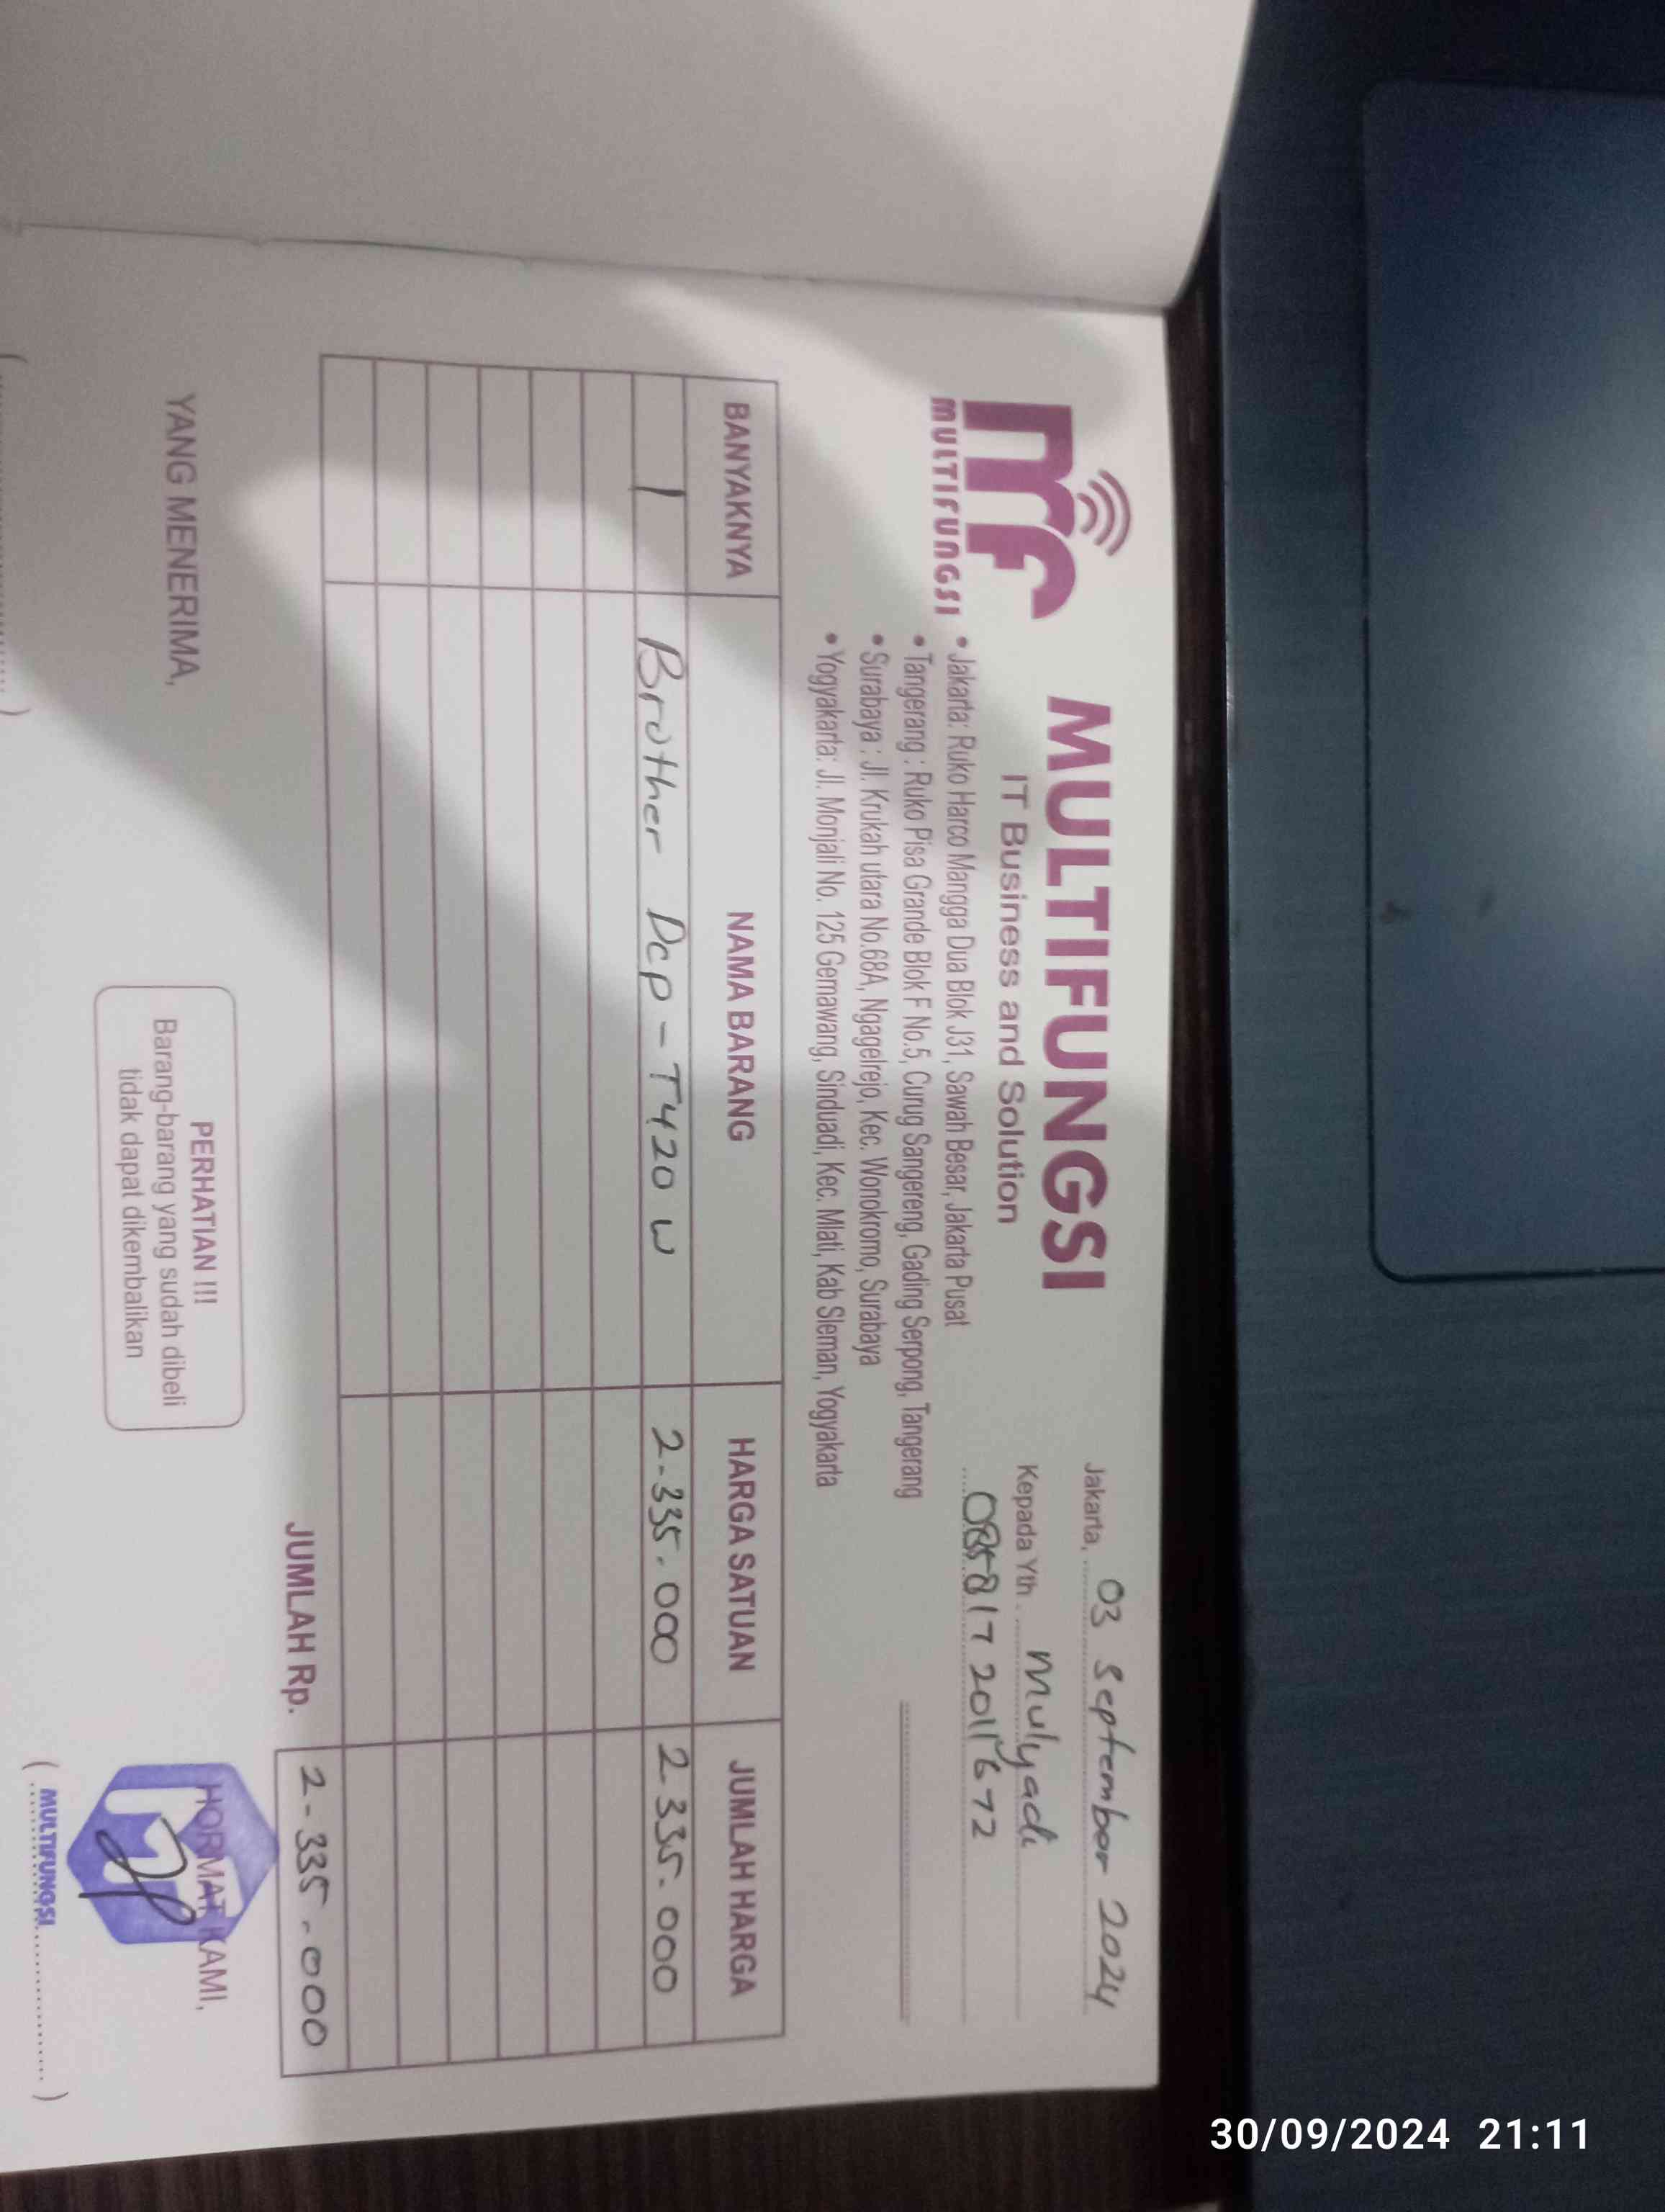 MULTIFUNGSI
MULTIFUNGSI
IT Business and Solution
• Jakarta: Ruko Harco Mangga Dua Blok J31, Sawah Besar, Jakarta Pusat
• Tangerang : Ruko Pisa Grande Blok F No.5, Curug Sangereng, Gading Serpong, Tangerang
• Surabaya : Jl. Krukah utara No.68A, Ngagelrejo, Kec. Wonokromo, Surabaya
• Yogyakarta: Jl. Monjali No. 125 Gemawang, Sinduadi, Kec. Mlati, Kab Sleman, Yogyakarta
Jakarta, 03 September 2024
Kepada Yth. Mulyadi
BANYAKNYA NAMA BARANG HARGA SATUAN JUMLAH HARGA
1 Brother Dcp-T420 W 2-335.000 2-335.000
JUMLAH Rp. 2-335.000
YANG MENERIMA,
PERHATIAN !!!
Barang-barang yang sudah dibeli
tidak dapat dikembalikan
HORMAT KAMI,
MULTIFUNGSI
30/09/2024 21:11